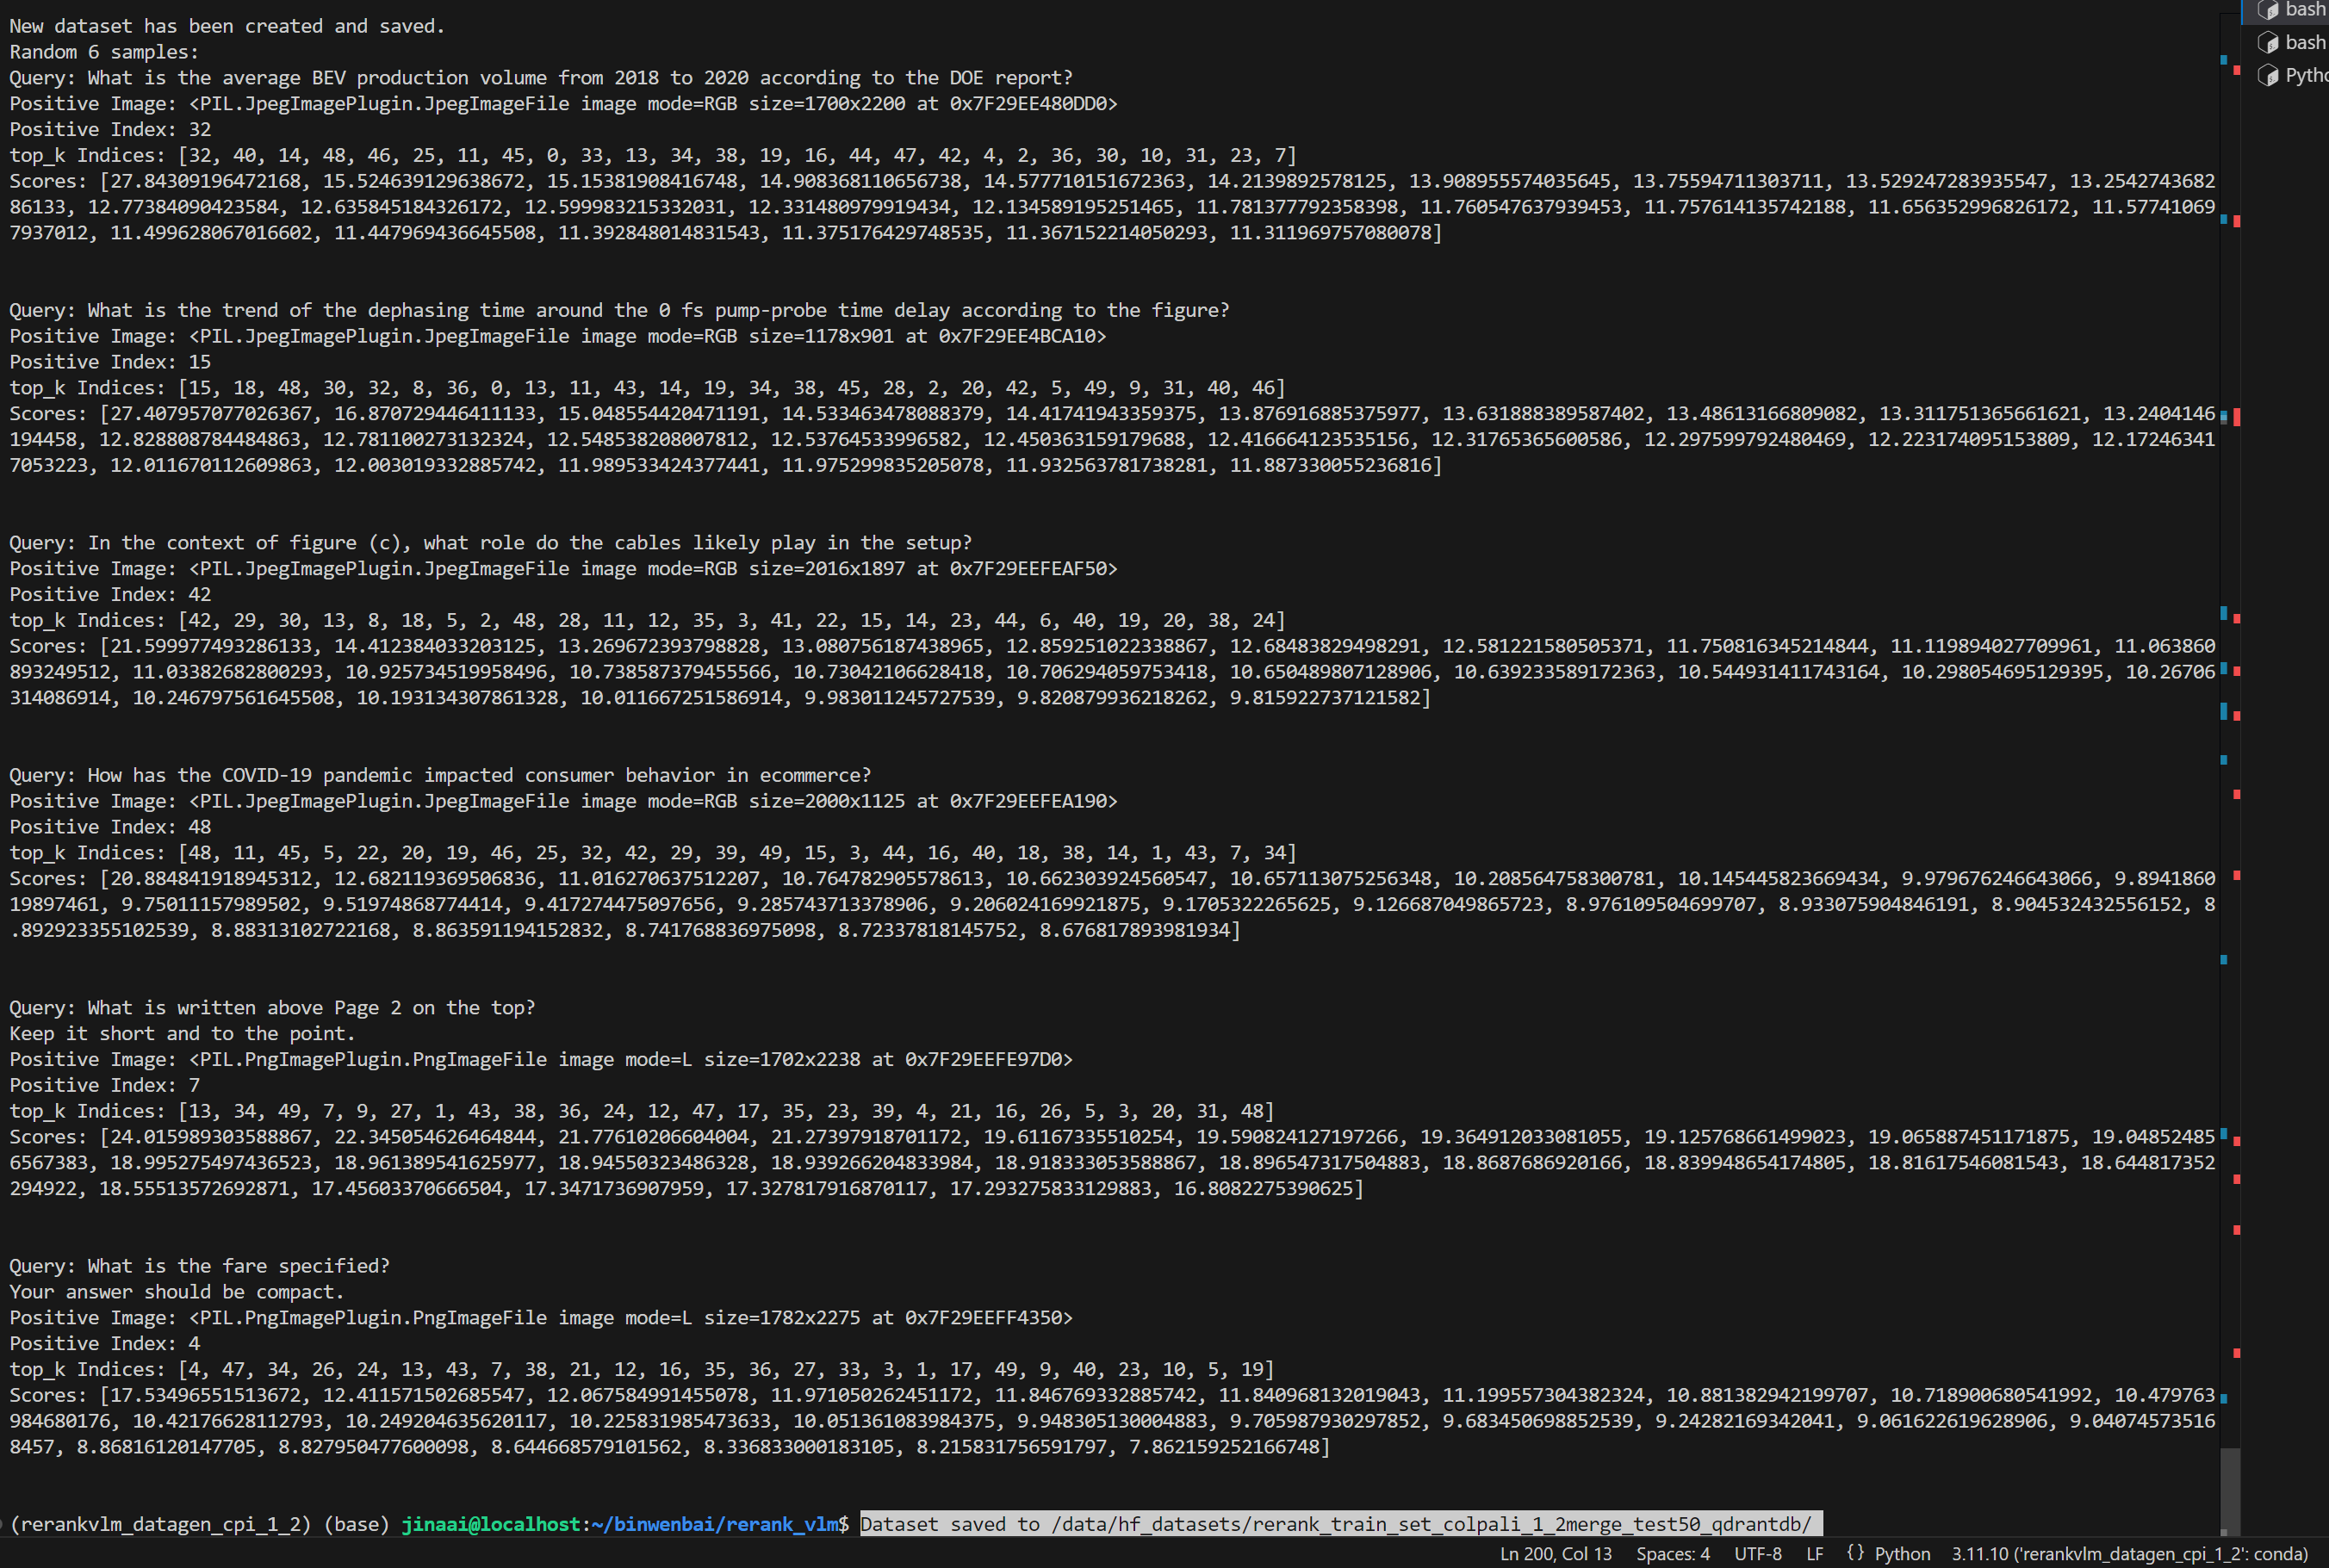 New dataset has been created and saved.
Random 6 samples:
Query: What is the average BEV production volume from 2018 to 2020 according to the DOE report?
Positive Image: <PIL.JpegImagePlugin.JpegImageFile image mode=RGB size=1700x2200 at 0x7F29EE480DD0>
Positive Index: 32
top_k Indices: [32, 40, 14, 48, 46, 25, 11, 45, 0, 33, 13, 34, 38, 19, 16, 44, 47, 42, 4, 2, 36, 30, 10, 31, 23, 7]
Scores: [27.84309196472168, 15.524639129638672, 15.15381908416748, 14.908368110656738, 14.577710151672363, 14.2139892578125, 13.908955574035645, 13.75594711303711, 13.529247283935547, 13.2542743682
86133, 12.77384090423584, 12.635845184326172, 12.599983215332031, 12.331480979919434, 12.134589195251465, 11.781377792358398, 11.760547637939453, 11.757614135742188, 11.656352996826172, 11.57741069
7937012, 11.499628067016602, 11.447969436645508, 11.392848014831543, 11.375176429748535, 11.367152214050293, 11.311969757080078]
Query: What is the trend of the dephasing time around the 0 fs pump-probe time delay according to the figure?
Positive Image: <PIL.JpegImagePlugin.JpegImageFile image mode=RGB size=1178x901 at 0x7F29EE4BCA10>
Positive Index: 15
top_k Indices: [15, 18, 48, 30, 32, 8, 36, 0, 13, 11, 43, 14, 19, 34, 38, 45, 28, 2, 20, 42, 5, 49, 9, 31, 40, 46]
Scores: [27.407957077026367, 16.870729446411133, 15.048554420471191, 14.533463478088379, 14.41741943359375, 13.876916885375977, 13.631888389587402, 13.48613166809082, 13.311751365661621, 13.2404146
194458, 12.828808784484863, 12.781100273132324, 12.548538208007812, 12.53764533996582, 12.450363159179688, 12.416664123535156, 12.31765365600586, 12.297599792480469, 12.223174095153809, 12.17246341
7053223, 12.011670112609863, 12.003019332885742, 11.989533424377441, 11.975299835205078, 11.932563781738281, 11.887330055236816]
Query: In the context of figure (c), what role do the cables likely play in the setup?
Positive Image: <PIL.JpegImagePlugin.JpegImageFile image mode=RGB size=2016x1897 at 0x7F29EEFEAF50>
Positive Index: 42
top_k Indices: [42, 29, 30, 13, 8, 18, 5, 2, 48, 28, 11, 12, 35, 3, 41, 22, 15, 14, 23, 44, 6, 40, 19, 20, 38, 24]
Scores: [21.599977493286133, 14.412384033203125, 13.269672393798828, 13.080756187438965, 12.859251022338867, 12.68483829498291, 12.581221580505371, 11.750816345214844, 11.119894027709961, 11.063860
893249512, 11.03382682800293, 10.925734519958496, 10.738587379455566, 10.73042106628418, 10.706294059753418, 10.650489807128906, 10.639233589172363, 10.544931411743164, 10.298054695129395, 10.26706
314086914, 10.246797561645508, 10.193134307861328, 10.011667251586914, 9.983011245727539, 9.820879936218262, 9.815922737121582]
Query: How has the COVID-19 pandemic impacted consumer behavior in ecommerce?
Positive Image: <PIL.JpegImagePlugin.JpegImageFile image mode=RGB size=2000x1125 at 0x7F29EEFEA190>
Positive Index: 48
top_k Indices: [48, 11, 45, 5, 22, 20, 19, 46, 25, 32, 42, 29, 39, 49, 15, 3, 44, 16, 40, 18, 38, 14, 1, 43, 7, 34]
Scores: [20.884841918945312, 12.682119369506836, 11.016270637512207, 10.764782905578613, 10.662303924560547, 10.657113075256348, 10.208564758300781, 10.145445823669434, 9.979676246643066, 9.8941860
19897461, 9.75011157989502, 9.51974868774414, 9.417274475097656, 9.285743713378906, 9.206024169921875, 9.1705322265625, 9.126687049865723, 8.976109504699707, 8.933075904846191, 8.904532432556152, 8
.892923355102539, 8.88313102722168, 8.863591194152832, 8.741768836975098, 8.72337818145752, 8.676817893981934]
Query: What is written above Page 2 on the top?
Keep it short and to the point.
Positive Image: <PIL.PngImagePlugin.PngImageFile image mode=L size=1702x2238 at 0x7F29EEFE97D0>
Positive Index: 7
top_k Indices: [13, 34, 49, 7, 9, 27, 1, 43, 38, 36, 24, 12, 47, 17, 35, 23, 39, 4, 21, 16, 26, 5, 3, 20, 31, 48]
Scores: [24.015989303588867, 22.345054626464844, 21.77610206604004, 21.27397918701172, 19.61167335510254, 19.590824127197266, 19.364912033081055, 19.125768661499023, 19.065887451171875, 19.04852485
6567383, 18.995275497436523, 18.961389541625977, 18.94550323486328, 18.939266204833984, 18.918333053588867, 18.896547317504883, 18.8687686920166, 18.839948654174805, 18.81617546081543, 18.644817352
294922, 18.55513572692871, 17.45603370666504, 17.3471736907959, 17.327817916870117, 17.293275833129883, 16.8082275390625]
Query: What is the fare specified?
Your answer should be compact.
Positive Image: <PIL.PngImagePlugin.PngImageFile image mode=L size=1782x2275 at 0x7F29EEFF4350>
Positive Index: 4
top_k Indices: [4, 47, 34, 26, 24, 13, 43, 7, 38, 21, 12, 16, 35, 36, 27, 33, 3, 1, 17, 49, 9, 40, 23, 10, 5, 19]
Scores: [17.53496551513672, 12.411571502685547, 12.067584991455078, 11.971050262451172, 11.846769332885742, 11.840968132019043, 11.199557304382324, 10.881382942199707, 10.718900680541992, 10.479763
984680176, 10.42176628112793, 10.249204635620117, 10.225831985473633, 10.051361083984375, 9.948305130004883, 9.705987930297852, 9.683450698852539, 9.24282169342041, 9.061622619628906, 9.04074573516
8457, 8.86816120147705, 8.827950477600098, 8.644668579101562, 8.336833000183105, 8.215831756591797, 7.862159252166748]
(rerankvlm_datagen_cpi_1_2) (base) jinaai@localhost:~/binwenbai/rerank_vlm$ Dataset saved to /data/hf_datasets/rerank_train_set_colpali_1_2merge_test50_qdrantdb/
bash
bash
Pytho
Ln 200, Col 13 Spaces: 4 UTF-8 LF {} Python 3.11.10 ('rerankvlm_datagen_cpi_1_2': conda)